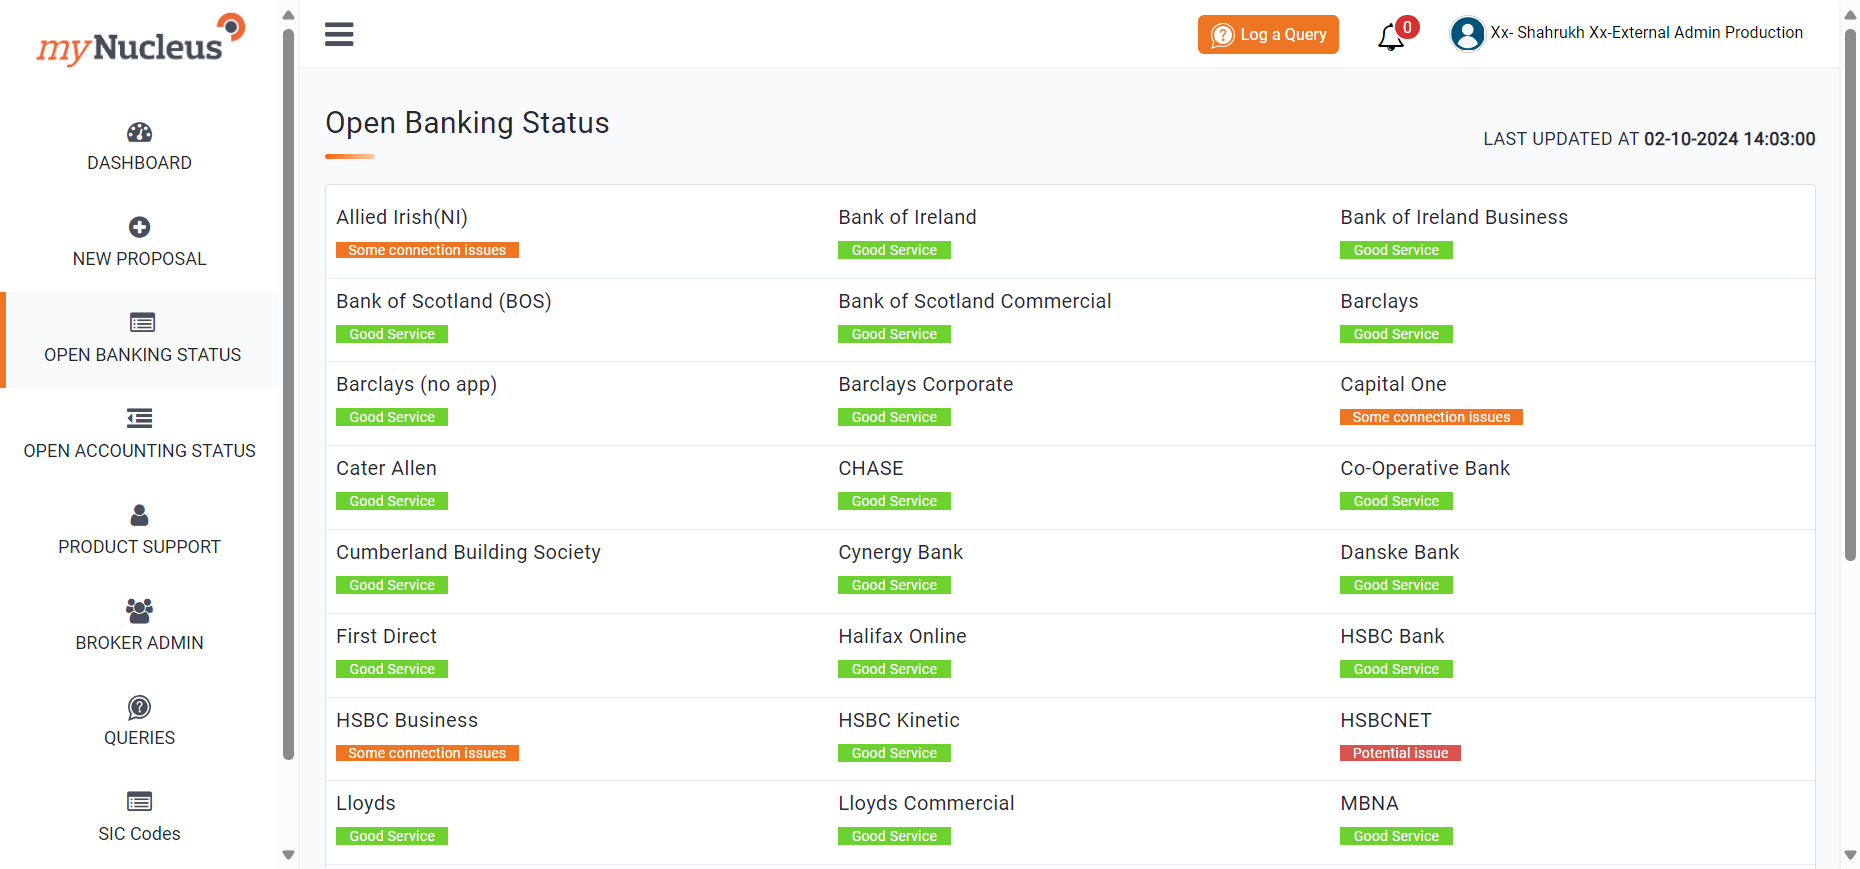 myNucleus
Log a Query
0
Xx- Shahrukh Xx-External Admin Production
DASHBOARD
NEW PROPOSAL
OPEN BANKING STATUS
OPEN ACCOUNTING STATUS
PRODUCT SUPPORT
BROKER ADMIN
QUERIES
SIC Codes
Open Banking Status
LAST UPDATED AT 02-10-2024 14:03:00
Allied Irish(NI)
Some connection issues
Bank of Ireland
Good Service
Bank of Ireland Business
Good Service
Bank of Scotland (BOS)
Good Service
Bank of Scotland Commercial
Good Service
Barclays
Good Service
Barclays (no app)
Good Service
Barclays Corporate
Good Service
Capital One
Some connection issues
Cater Allen
Good Service
CHASE
Good Service
Co-Operative Bank
Good Service
Cumberland Building Society
Good Service
Cynergy Bank
Good Service
Danske Bank
Good Service
First Direct
Good Service
Halifax Online
Good Service
HSBC Bank
Good Service
HSBC Business
Some connection issues
HSBC Kinetic
Good Service
HSBCNET
Potential issue
Lloyds
Good Service
Lloyds Commercial
Good Service
MBNA
Good Service